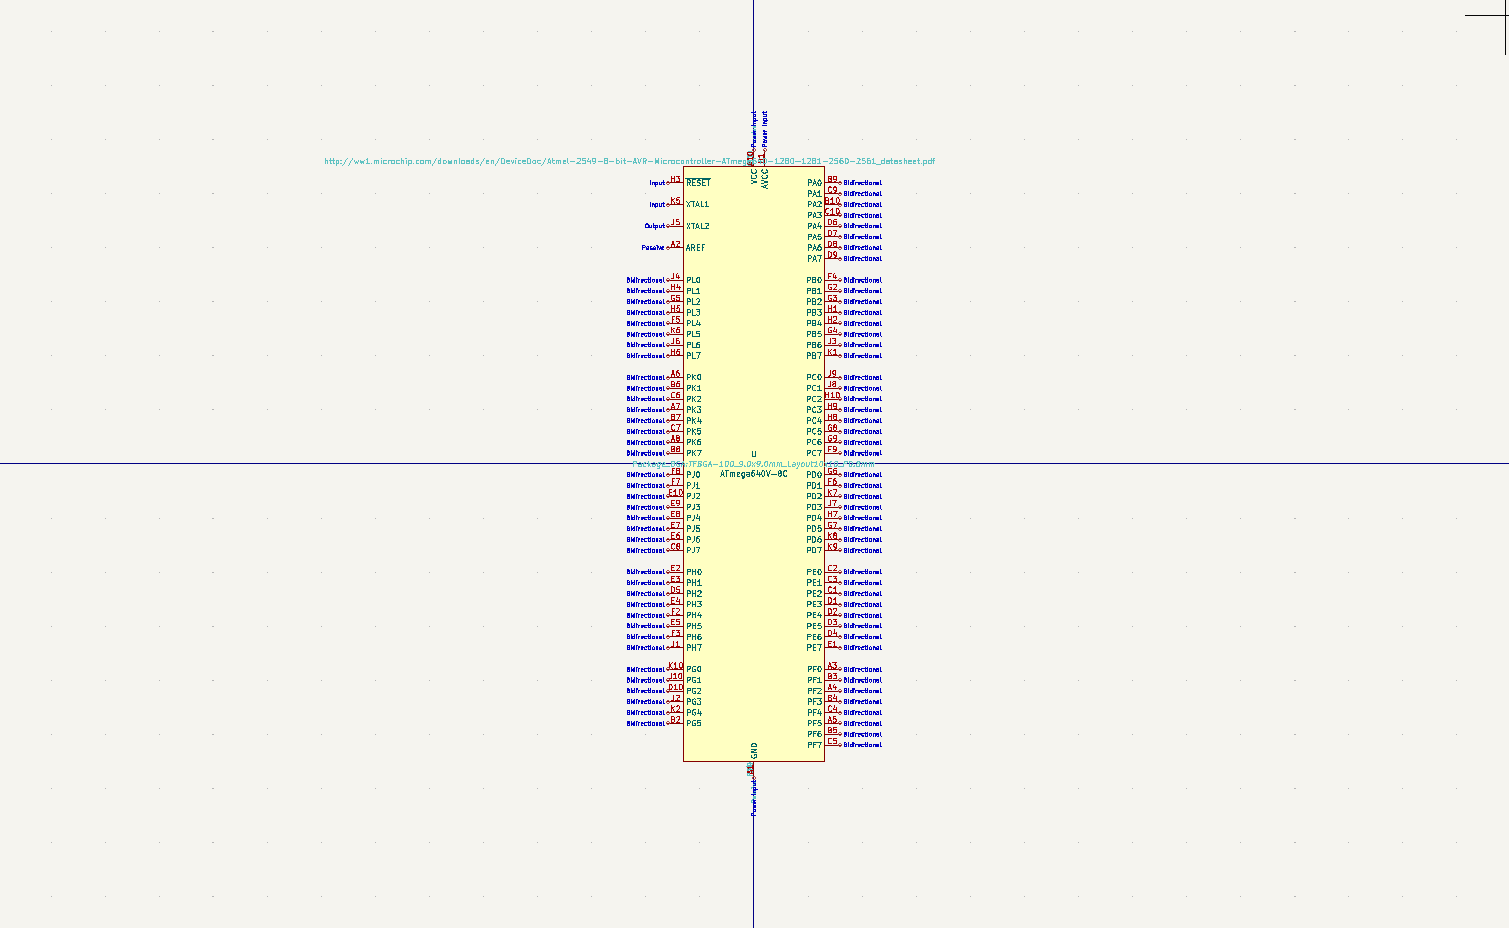 Power Input
Power Input
http://ww1.microchip.com/downloads/en/DeviceDoc/Atmel-2549-8-bit-AVR-Microcontroller-ATmega640-1280-1281-2560-2561_datasheet.pdf
VCC AVCC
Input H3 RESET PA0 B9 Bidirectional
PA1 C9 Bidirectional
Input K5 XTAL1 PA2 B10 Bidirectional
PA3 C10 Bidirectional
Output J5 XTAL2 PA4 D6 Bidirectional
PA5 D7 Bidirectional
Passive A2 AREF PA6 D8 Bidirectional
PA7 D9 Bidirectional
Bidirectional J4 PL0 PB0 F4 Bidirectional
Bidirectional H4 PL1 PB1 G2 Bidirectional
Bidirectional G5 PL2 PB2 G3 Bidirectional
Bidirectional H5 PL3 PB3 H1 Bidirectional
Bidirectional F5 PL4 PB4 H2 Bidirectional
Bidirectional K6 PL5 PB5 G4 Bidirectional
Bidirectional J6 PL6 PB6 J3 Bidirectional
Bidirectional H6 PL7 PB7 K1 Bidirectional
Bidirectional A6 PK0 PC0 J9 Bidirectional
Bidirectional B6 PK1 PC1 J8 Bidirectional
Bidirectional C6 PK2 PC2 H10 Bidirectional
Bidirectional A7 PK3 PC3 H9 Bidirectional
Bidirectional B7 PK4 PC4 H8 Bidirectional
Bidirectional C7 PK5 PC5 G8 Bidirectional
Bidirectional A8 PK6 PC6 G9 Bidirectional
Bidirectional B8 PK7 PC7 F9 Bidirectional
U
ATmega640V-8C
Bidirectional F8 PJ0 PD0 G6 Bidirectional
Bidirectional F7 PJ1 PD1 F6 Bidirectional
Bidirectional E10 PJ2 PD2 K7 Bidirectional
Bidirectional E9 PJ3 PD3 J7 Bidirectional
Bidirectional E8 PJ4 PD4 H7 Bidirectional
Bidirectional E7 PJ5 PD5 G7 Bidirectional
Bidirectional E6 PJ6 PD6 K8 Bidirectional
Bidirectional C8 PJ7 PD7 K9 Bidirectional
Bidirectional E2 PH0 PE0 C2 Bidirectional
Bidirectional E3 PH1 PE1 C3 Bidirectional
Bidirectional D5 PH2 PE2 C1 Bidirectional
Bidirectional E4 PH3 PE3 D1 Bidirectional
Bidirectional F2 PH4 PE4 D2 Bidirectional
Bidirectional E5 PH5 PE5 D3 Bidirectional
Bidirectional F3 PH6 PE6 D4 Bidirectional
Bidirectional J1 PH7 PE7 E1 Bidirectional
Bidirectional K10 PG0 PF0 A3 Bidirectional
Bidirectional J10 PG1 PF1 B3 Bidirectional
Bidirectional D10 PG2 PF2 A4 Bidirectional
Bidirectional J2 PG3 PF3 B4 Bidirectional
Bidirectional K2 PG4 PF4 C4 Bidirectional
Bidirectional B2 PG5 PF5 A5 Bidirectional
PF6 B5 Bidirectional
PF7 C5 Bidirectional
GND
Power Input